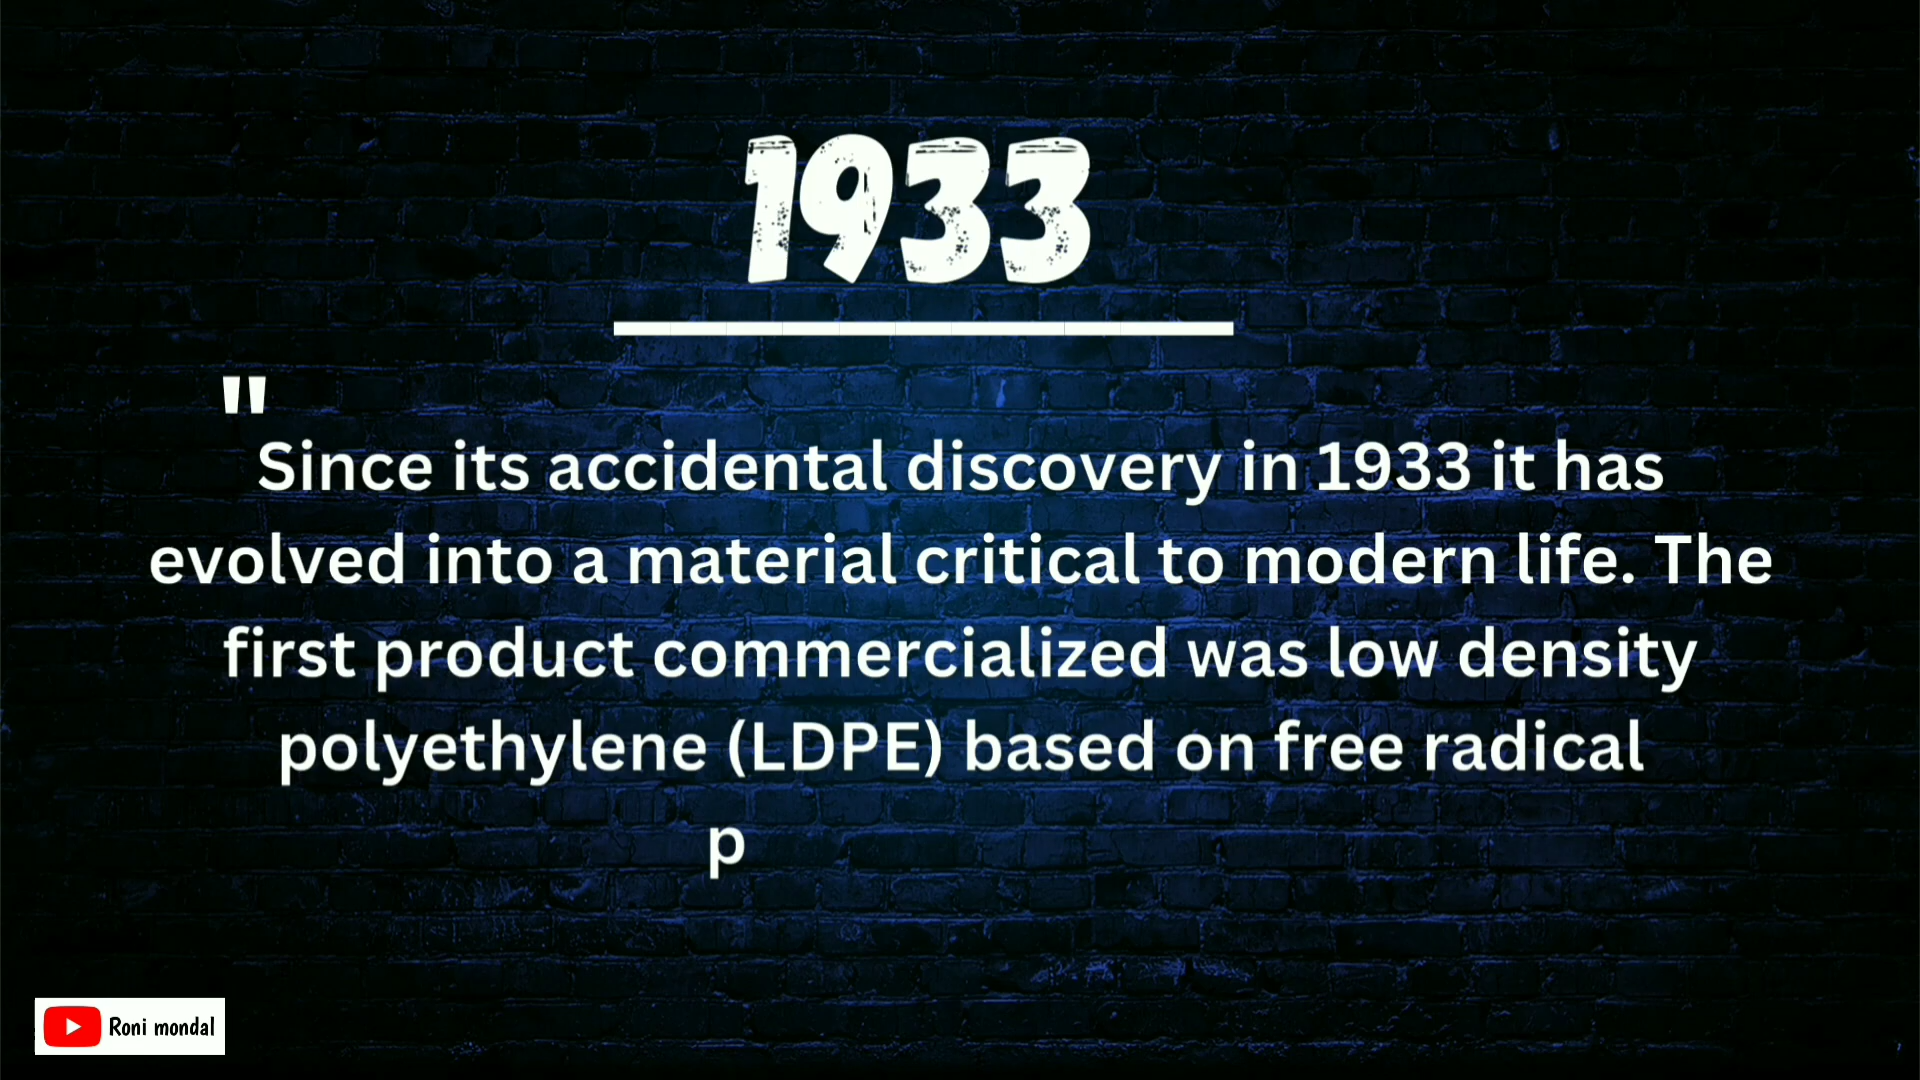 1933
"
Since its accidental discovery in 1933 it has
evolved into a material critical to modern life. The
first product commercialized was low density
polyethylene (LDPE) based on free radical
p
Roni mondal